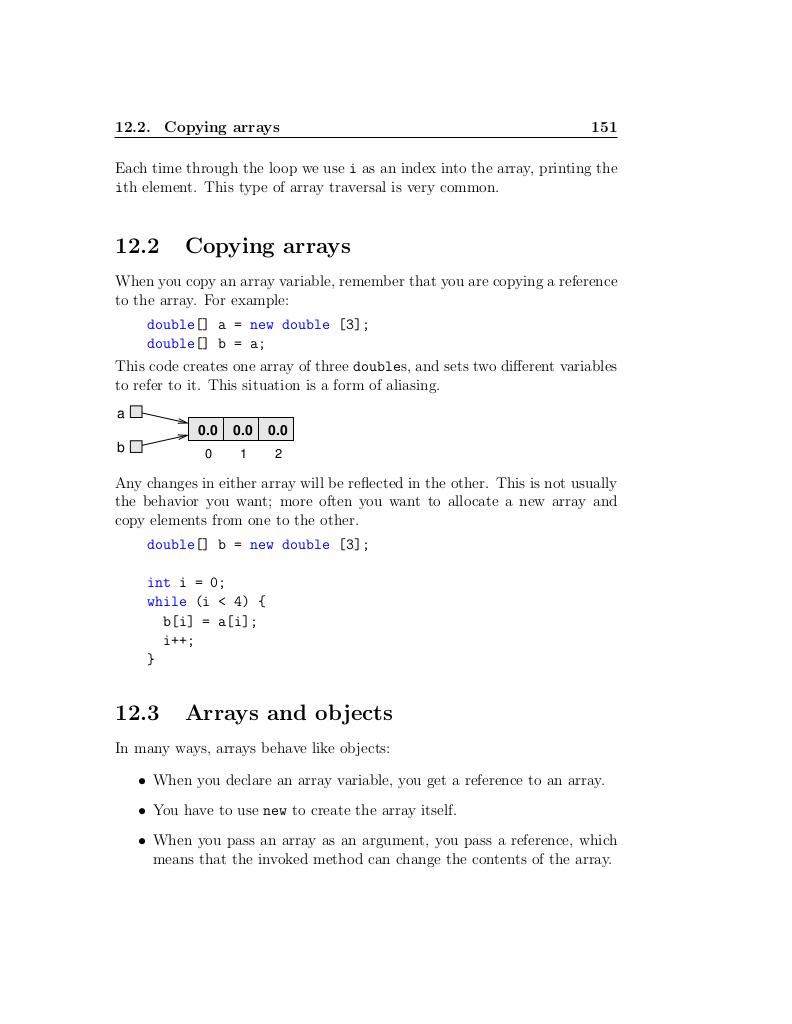 12.2. Copying arrays 151
Each time through the loop we use i as an index into the array, printing the
ith element. This type of array traversal is very common.
12.2 Copying arrays
When you copy an array variable, remember that you are copying a reference
to the array. For example:
double[] a = new double [3];
double[] b = a;
This code creates one array of three doubles, and sets two different variables
to refer to it. This situation is a form of aliasing.
a
0.0 0.0 0.0
b
0 1 2
Any changes in either array will be reflected in the other. This is not usually
the behavior you want; more often you want to allocate a new array and
copy elements from one to the other.
double[] b = new double [3];
int i = 0;
while (i < 4) {
b[i] = a[i];
i++;
}
12.3 Arrays and objects
In many ways, arrays behave like objects:
• When you declare an array variable, you get a reference to an array.
• You have to use new to create the array itself.
• When you pass an array as an argument, you pass a reference, which
means that the invoked method can change the contents of the array.